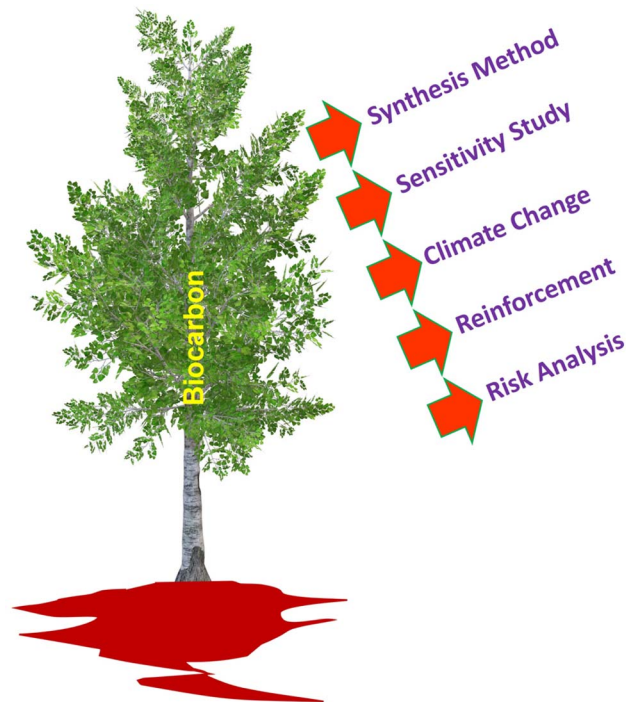 Synthesis Method
Sensitivity Study
Climate Change
Reinforcement
Risk Analysis
Biocarbon